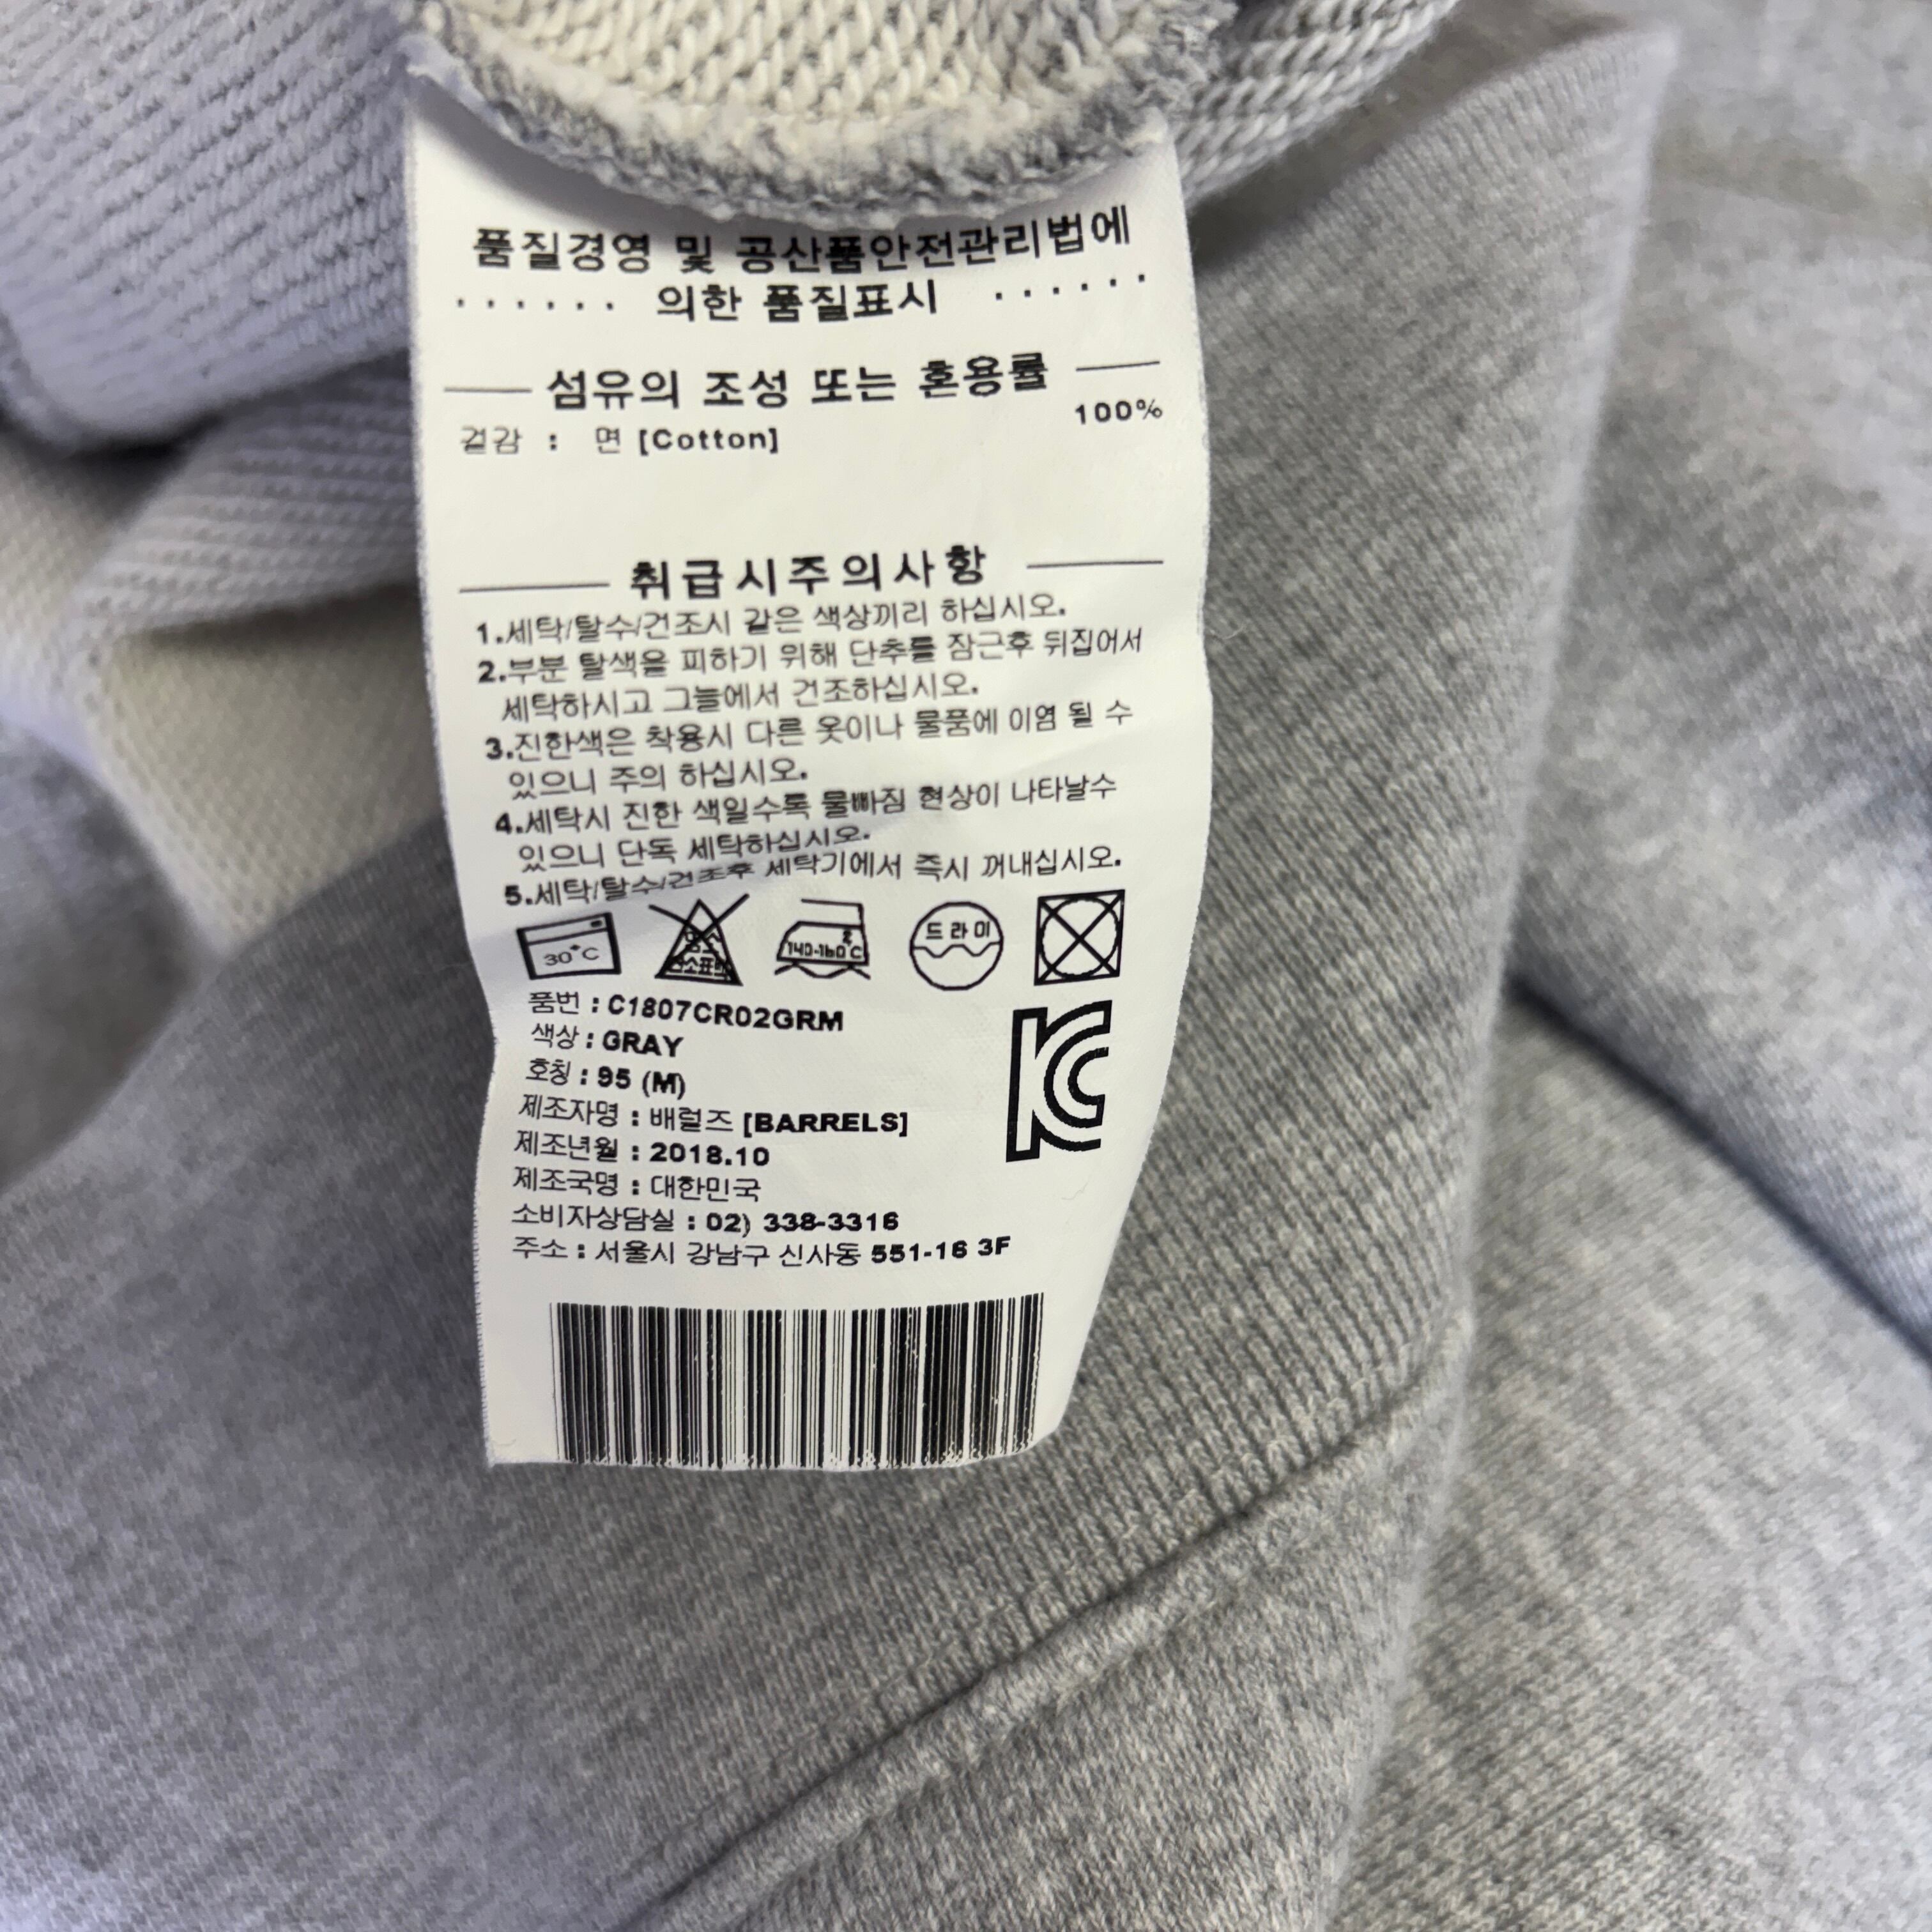 품질경영 및 공산품안전관리법에
······ 의한 품질표시 ······
섬유의 조성 또는 혼용률
겉감 : 면 [Cotton] 100%
취급시주의사항
1.세탁/탈수/건조시 같은 색상끼리 하십시오.
2.부분 탈색을 피하기 위해 단추를 잠근후 뒤집어서
세탁하시고 그늘에서 건조하십시오.
3.진한색은 착용시 다른 옷이나 물품에 이염 될 수
있으니 주의 하십시오.
4.세탁시 진한 색일수록 물빠짐 현상이 나타날수
있으니 단독 세탁하십시오.
5.세탁/탈수/건조후 세탁기에서 즉시 꺼내십시오.
30°C 140-160°C 드라이
품번 : C1807CR02GRM
색상 : GRAY
호칭 : 95 (M)
제조자명 : 배럴즈 [BARRELS]
제조년월 : 2018.10
제조국명 : 대한민국
소비자상담실 : 02) 338-3316
주소 : 서울시 강남구 신사동 551-16 3F
KC